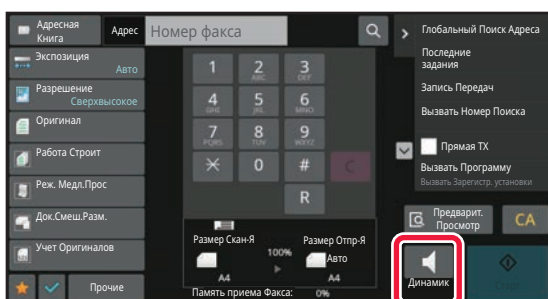 Адресная
Книга
Адрес
Номер факса
Экспозиция
Авто
Разрешение
Сверхвысокое
Оригинал
Работа Строит
Реж. Медл.Прос
Док.Смеш.Разм.
Учет Оригиналов
Прочие
1
2
ABC
3
DEF
4
GHI
5
JKL
6
MNO
7
PQRS
8
TUV
9
WXYZ
0
#
C
R
Размер Скан-Я
100%
Размер Отпр-Я
Авто
A4
A4
Память приема Факса:
0%
Глобальный Поиск Адреса
Последние
задания
Запись Передач
Вызвать Номер Поиска
Прямая TX
Вызвать Программу
Вызвать Зарегистр. установки
Предварит.
Просмотр
CA
Динамик